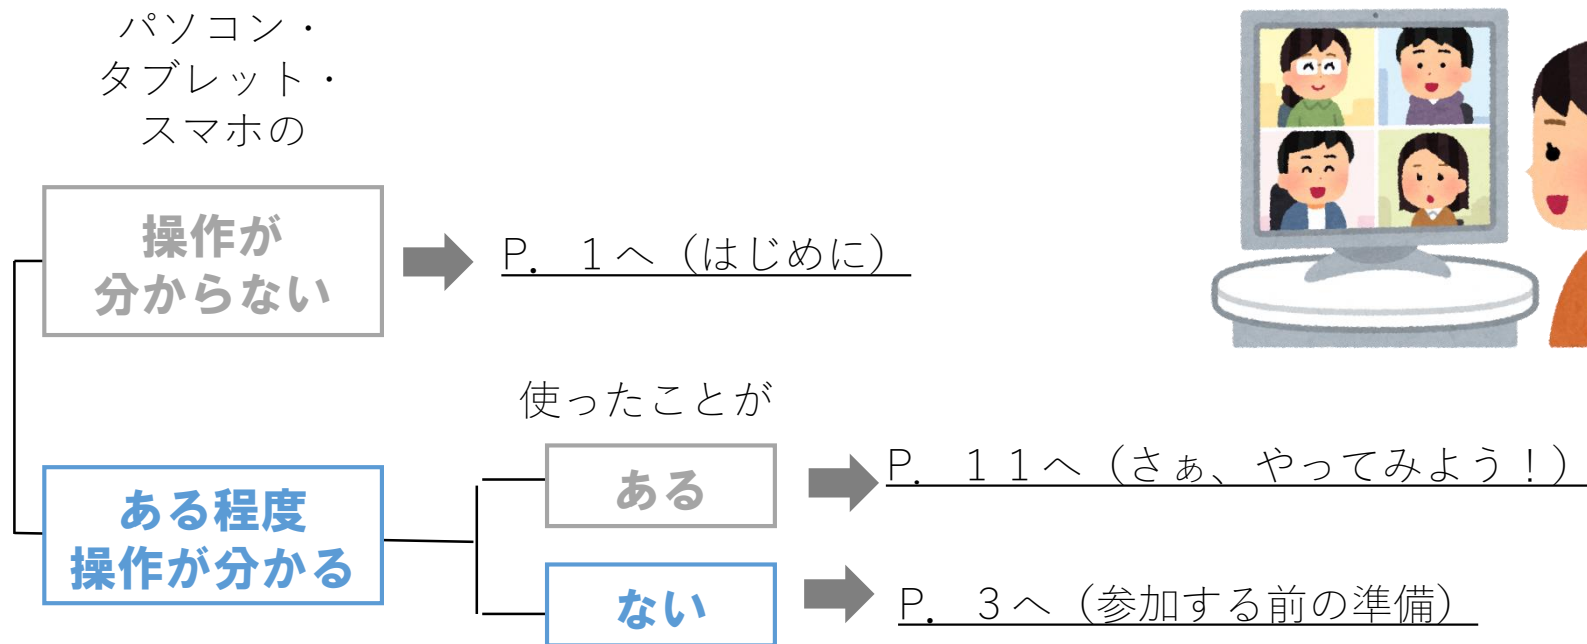 パソコン・
タブレット・
スマホの
操作が
分からない
P．１へ（はじめに）
使ったことが
ある
P．１１へ（さぁ、やってみよう！）
ある程度
操作が分かる
ない
P．３へ（参加する前の準備）